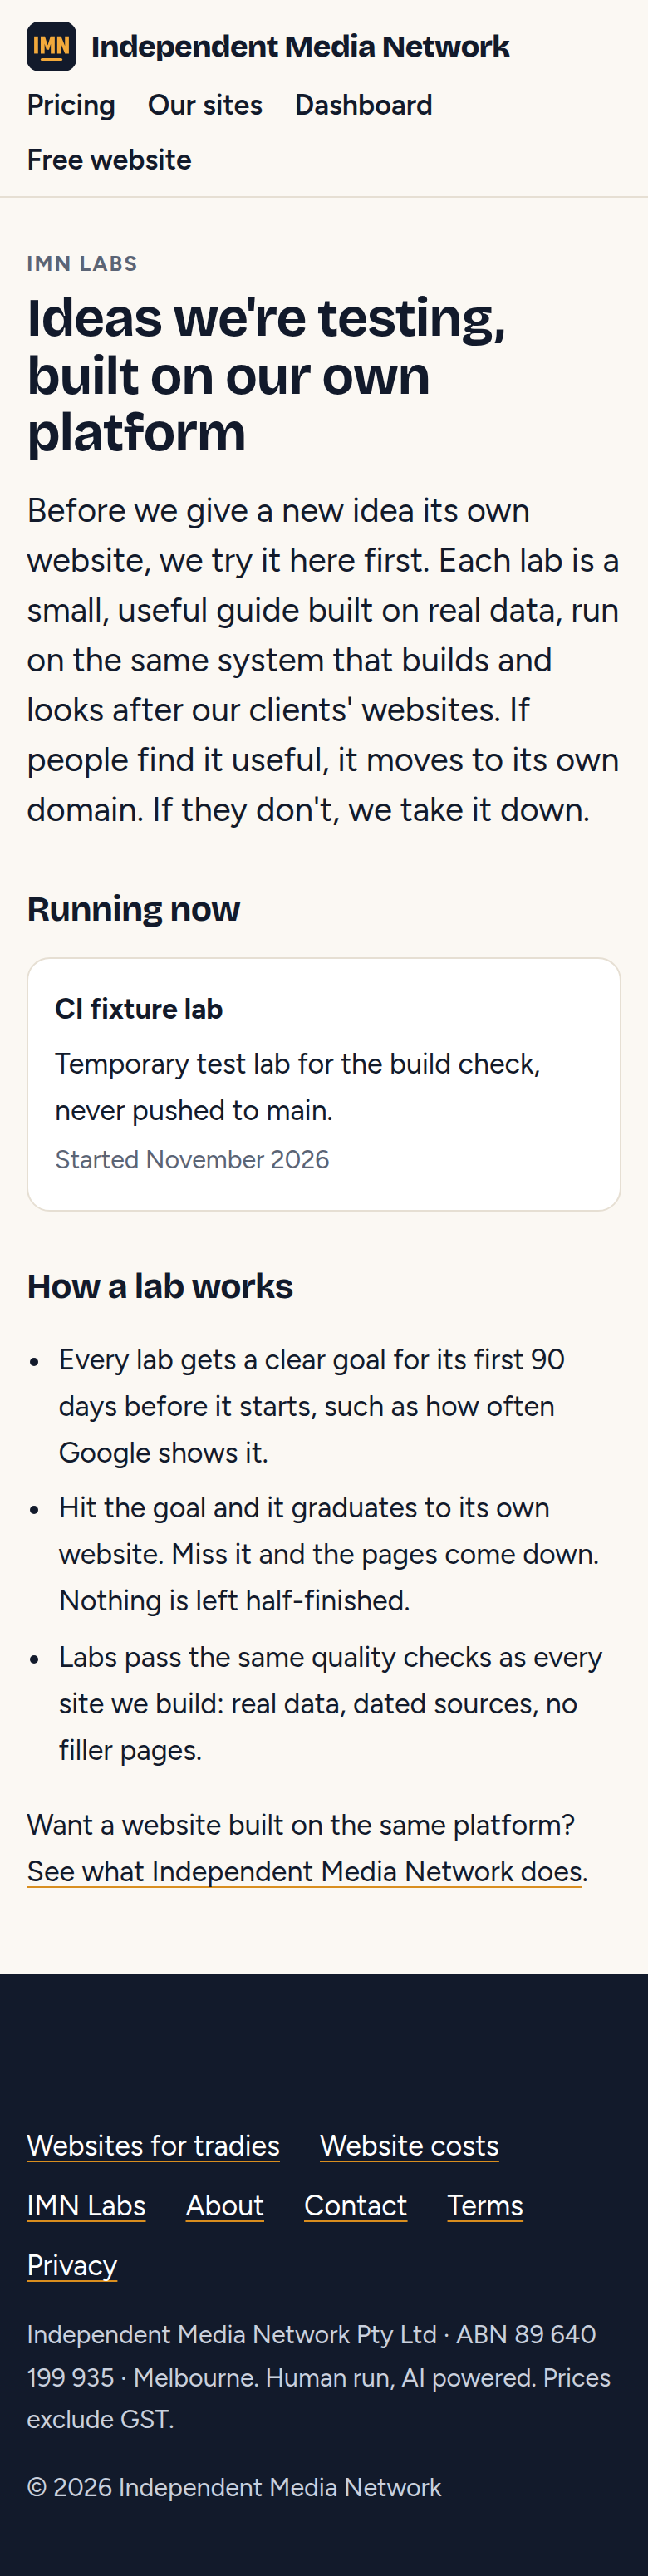 IMN Independent Media Network
Pricing Our sites Dashboard
Free website
IMN LABS
Ideas we're testing,
built on our own
platform
Before we give a new idea its own
website, we try it here first. Each lab is a
small, useful guide built on real data, run
on the same system that builds and
looks after our clients' websites. If
people find it useful, it moves to its own
domain. If they don't, we take it down.
Running now
CI fixture lab
Temporary test lab for the build check,
never pushed to main.
Started November 2026
How a lab works
• Every lab gets a clear goal for its first 90
days before it starts, such as how often
Google shows it.
• Hit the goal and it graduates to its own
website. Miss it and the pages come down.
Nothing is left half-finished.
• Labs pass the same quality checks as every
site we build: real data, dated sources, no
filler pages.
Want a website built on the same platform?
See what Independent Media Network does.
Websites for tradies Website costs
IMN Labs About Contact Terms
Privacy
Independent Media Network Pty Ltd · ABN 89 640
199 935 · Melbourne. Human run, AI powered. Prices
exclude GST.
© 2026 Independent Media Network